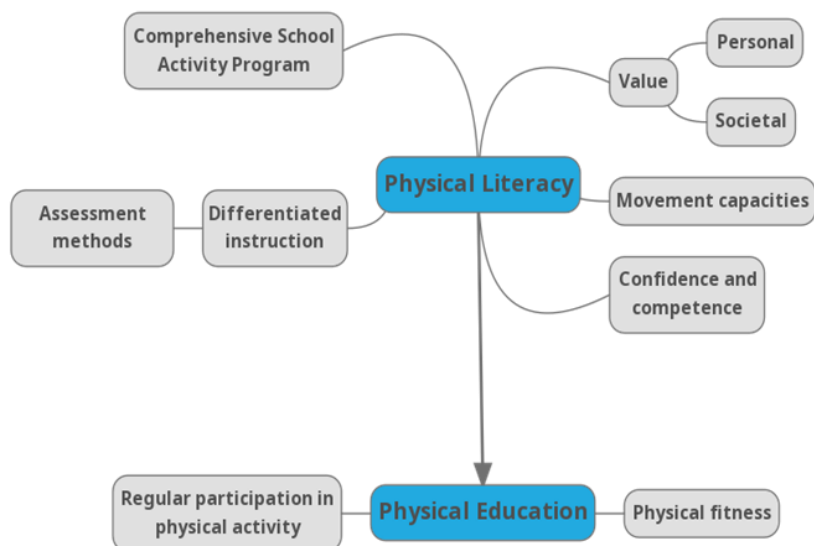 Comprehensive School
Activity Program
Personal
Value
Societal
Physical Literacy
Assessment
methods
Differentiated
instruction
Movement capacities
Confidence and
competence
Regular participation in
physical activity
Physical Education
Physical fitness